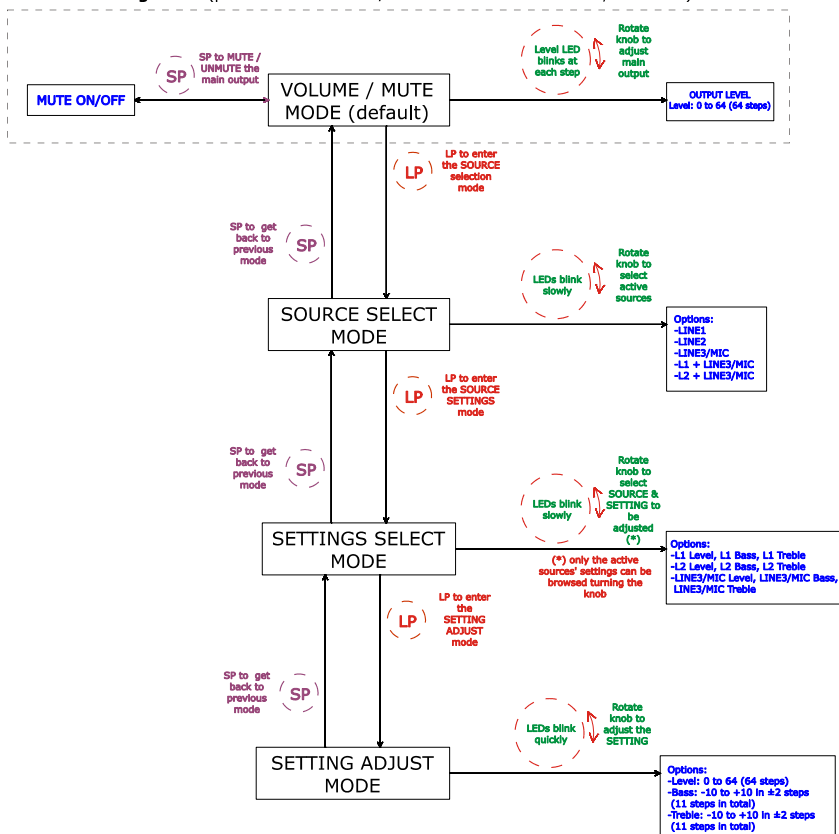 SP to MUTE /
UNMUTE the
main output
SP
Level LED
blinks at
each step
Rotate
knob to
adjust
main
output
MUTE ON/OFF
VOLUME / MUTE
MODE (default)
OUTPUT LEVEL
Level: 0 to 64 (64 steps)
LP
LP to enter
the SOURCE
selection
mode
SP to get
back to
previous
mode
SP
LEDs blink
slowly
Rotate
knob to
select
active
sources
SOURCE SELECT
MODE
Options:
-LINE1
-LINE2
-LINE3/MIC
-L1 + LINE3/MIC
-L2 + LINE3/MIC
LP
LP to enter
the SOURCE
SETTINGS
mode
SP to get
back to
previous
mode
SP
LEDs blink
slowly
Rotate
knob to
select
SOURCE &
SETTING to
be
adjusted
(*)
SETTINGS SELECT
MODE
(*) only the active
sources' settings can be
browsed turning the
knob
Options:
-L1 Level, L1 Bass, L1 Treble
-L2 Level, L2 Bass, L2 Treble
-LINE3/MIC Level, LINE3/MIC Bass,
LINE3/MIC Treble
LP
LP to enter
the
SETTING
ADJUST
mode
SP to get
back to
previous
mode
SP
LEDs blink
quickly
Rotate
knob to
adjust the
SETTING
SETTING ADJUST
MODE
Options:
-Level: 0 to 64 (64 steps)
-Bass: -10 to +10 in ±2 steps
(11 steps in total)
-Treble: -10 to +10 in ±2 steps
(11 steps in total)